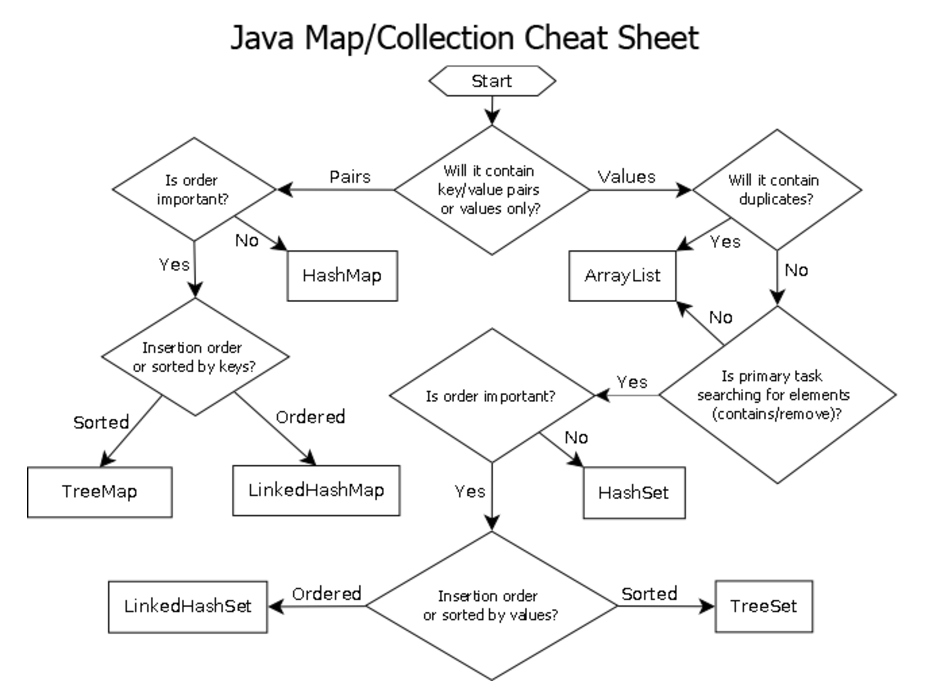 Java Map/Collection Cheat Sheet
Start
Is order
important?
Pairs
Will it contain
key/value pairs
or values only?
Values
Will it contain
duplicates?
No
HashMap
Yes
ArrayList
Yes
No
No
Insertion order
or sorted by keys?
Is order important?
Yes
Is primary task
searching for elements
(contains/remove)?
Sorted
Ordered
No
TreeMap
LinkedHashMap
Yes
HashSet
LinkedHashSet
Ordered
Insertion order
or sorted by values?
Sorted
TreeSet